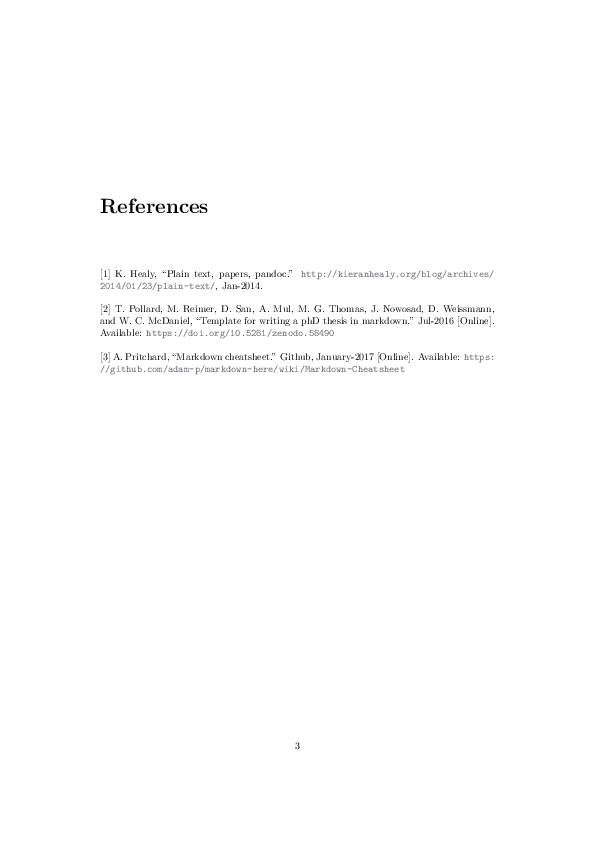 References
[1] K. Healy, “Plain text, papers, pandoc.” http://kieranhealy.org/blog/archives/
2014/01/23/plain-text/, Jan-2014.
[2] T. Pollard, M. Reimer, D. San, A. Mul, M. G. Thomas, J. Nowosad, D. Weissmann,
and W. C. McDaniel, “Template for writing a phD thesis in markdown.” Jul-2016 [Online].
Available: https://doi.org/10.5281/zenodo.58490
[3] A. Pritchard, “Markdown cheatsheet.” Github, January-2017 [Online]. Available: https:
//github.com/adam-p/markdown-here/wiki/Markdown-Cheatsheet
3